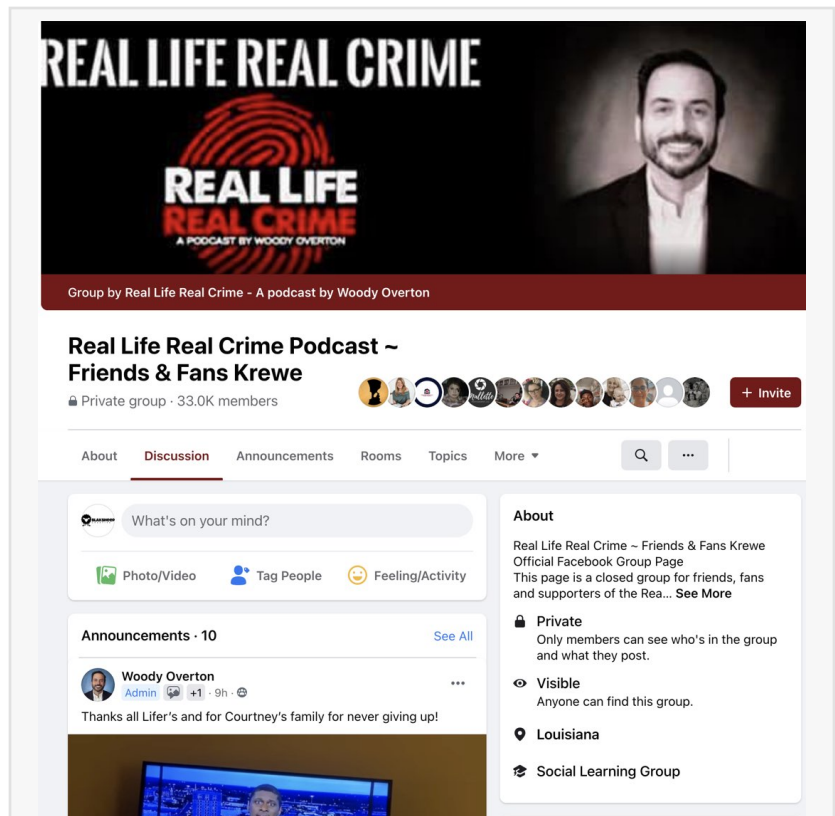 REAL LIFE REAL CRIME
REAL LIFE
REAL CRIME
A PODCAST BY WOODY OVERTON
Group by Real Life Real Crime - A podcast by Woody Overton
Real Life Real Crime Podcast ~
Friends & Fans Krewe
Private group · 33.0K members
+ Invite
About Discussion Announcements Rooms Topics More
What's on your mind?
Photo/Video Tag People Feeling/Activity
Announcements · 10 See All
Woody Overton
Admin +1 · 9h ·
Thanks all Lifer's and for Courtney's family for never giving up!
About
Real Life Real Crime ~ Friends & Fans Krewe
Official Facebook Group Page
This page is a closed group for friends, fans
and supporters of the Rea... See More
Private
Only members can see who's in the group
and what they post.
Visible
Anyone can find this group.
Louisiana
Social Learning Group